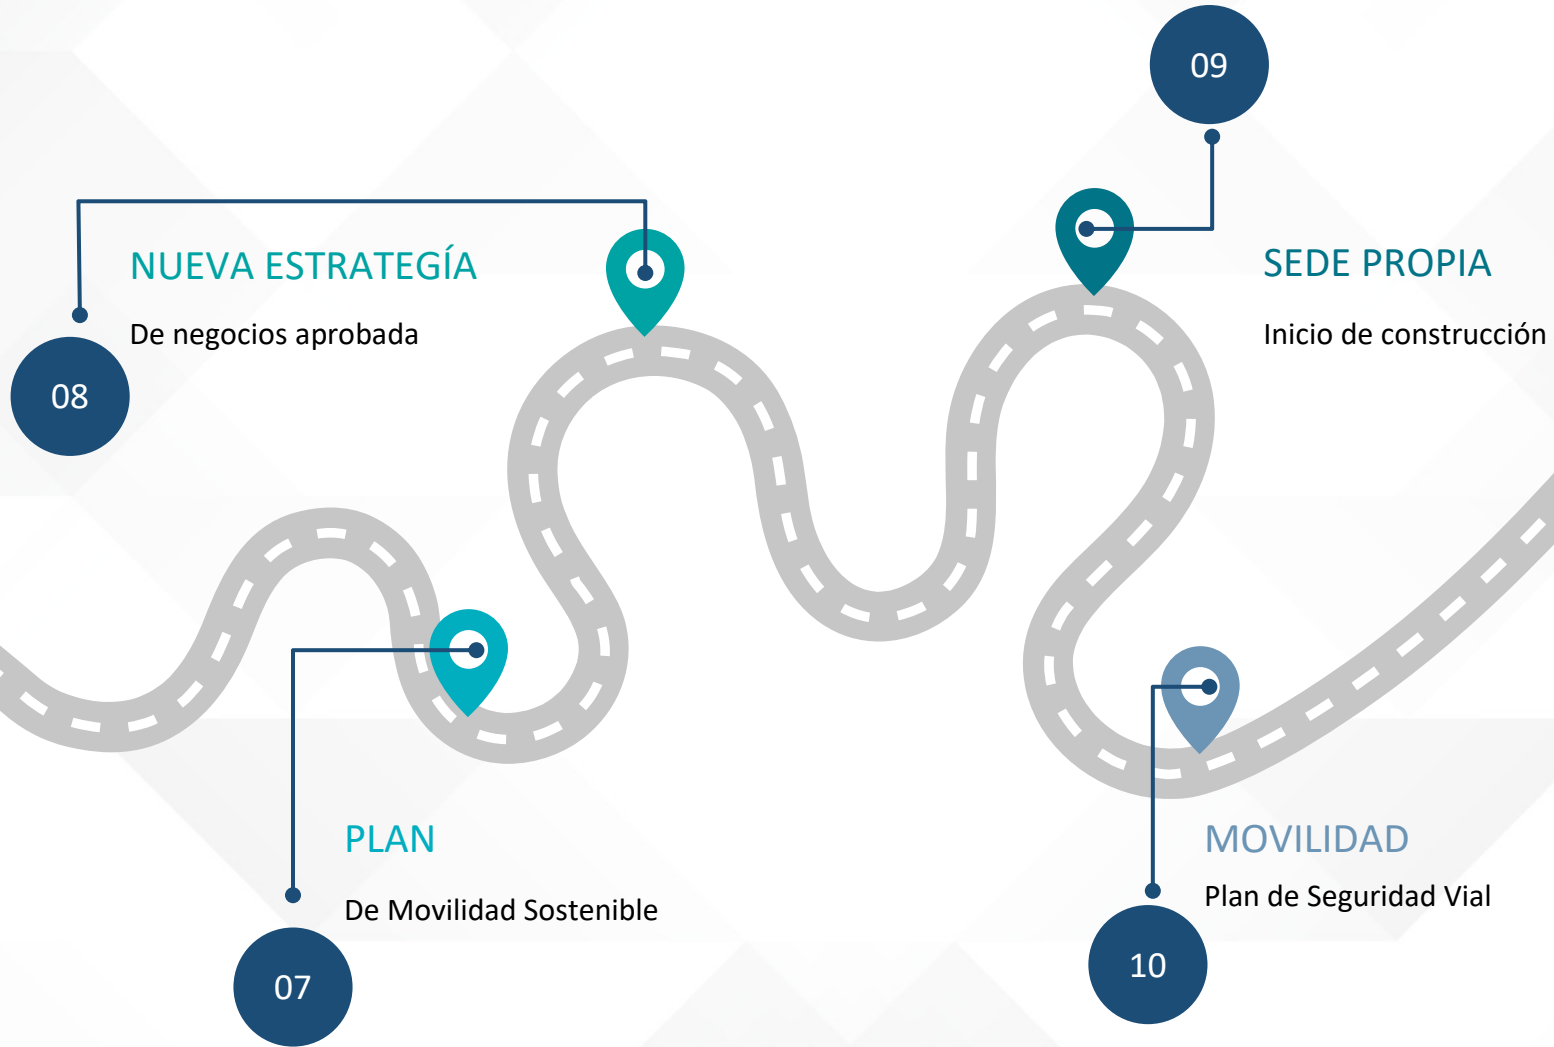 09
NUEVA ESTRATEGÍA
De negocios aprobada
08
SEDE PROPIA
Inicio de construcción
PLAN
De Movilidad Sostenible
07
MOVILIDAD
Plan de Seguridad Vial
10